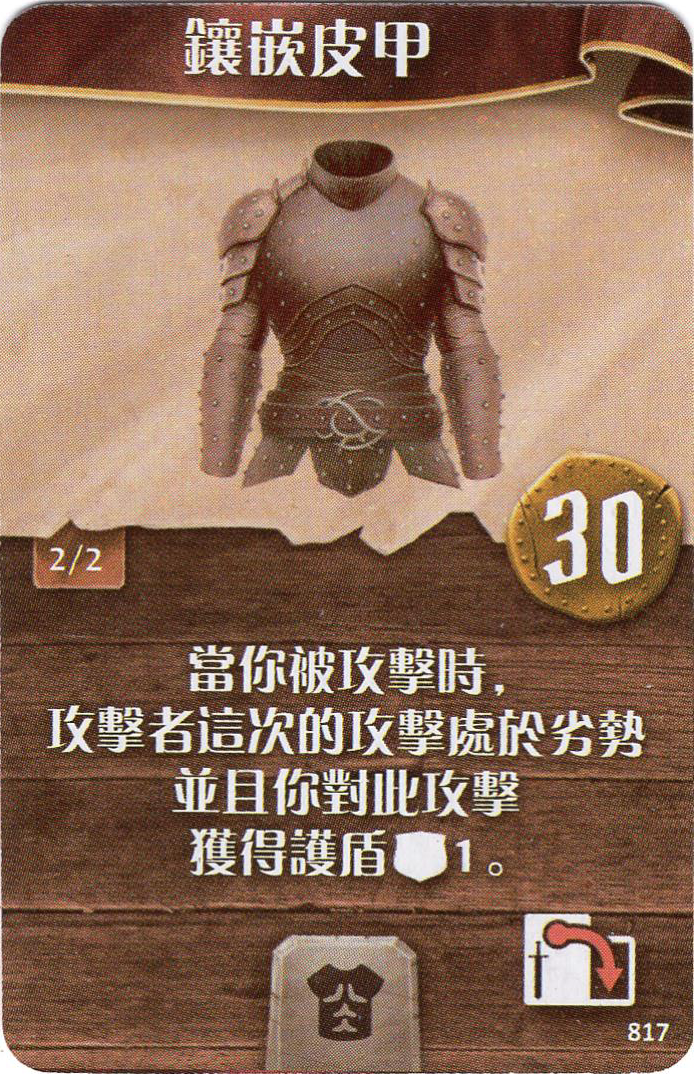 鑲嵌皮甲
30
2/2
當你被攻擊時,
攻擊者這次的攻擊處於劣勢
並且你對此攻擊
獲得護盾1。
817